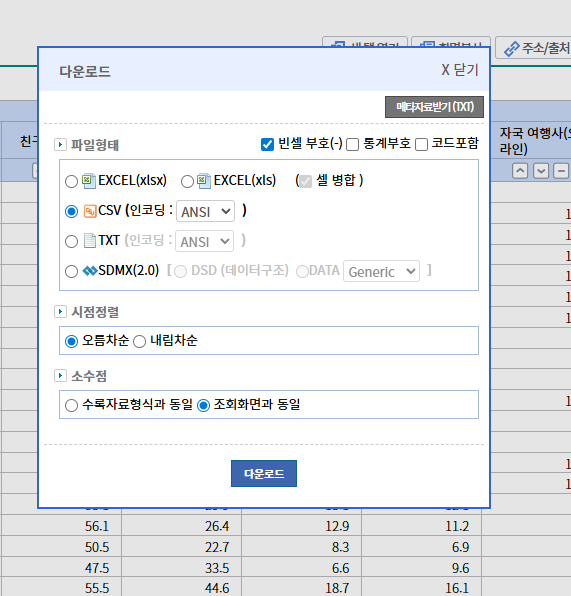 주소/출처
다운로드
X 닫기
메타자료받기 (TXT)
친구
자국 여행사(오
라인)
파일형태
빈셀 부호(-) 통계부호 코드포함
EXCEL(xlsx) EXCEL(xls) ( 셀 병합 )
CSV (인코딩 : ANSI )
TXT (인코딩 : ANSI )
SDMX(2.0) [ DSD (데이터구조) DATA Generic ]
시점정렬
오름차순 내림차순
소수점
수록자료형식과 동일 조회화면과 동일
다운로드
56.1 26.4 12.9 11.2
50.5 22.7 8.3 6.9
47.5 33.5 6.6 9.6
55.5 44.6 18.7 16.1